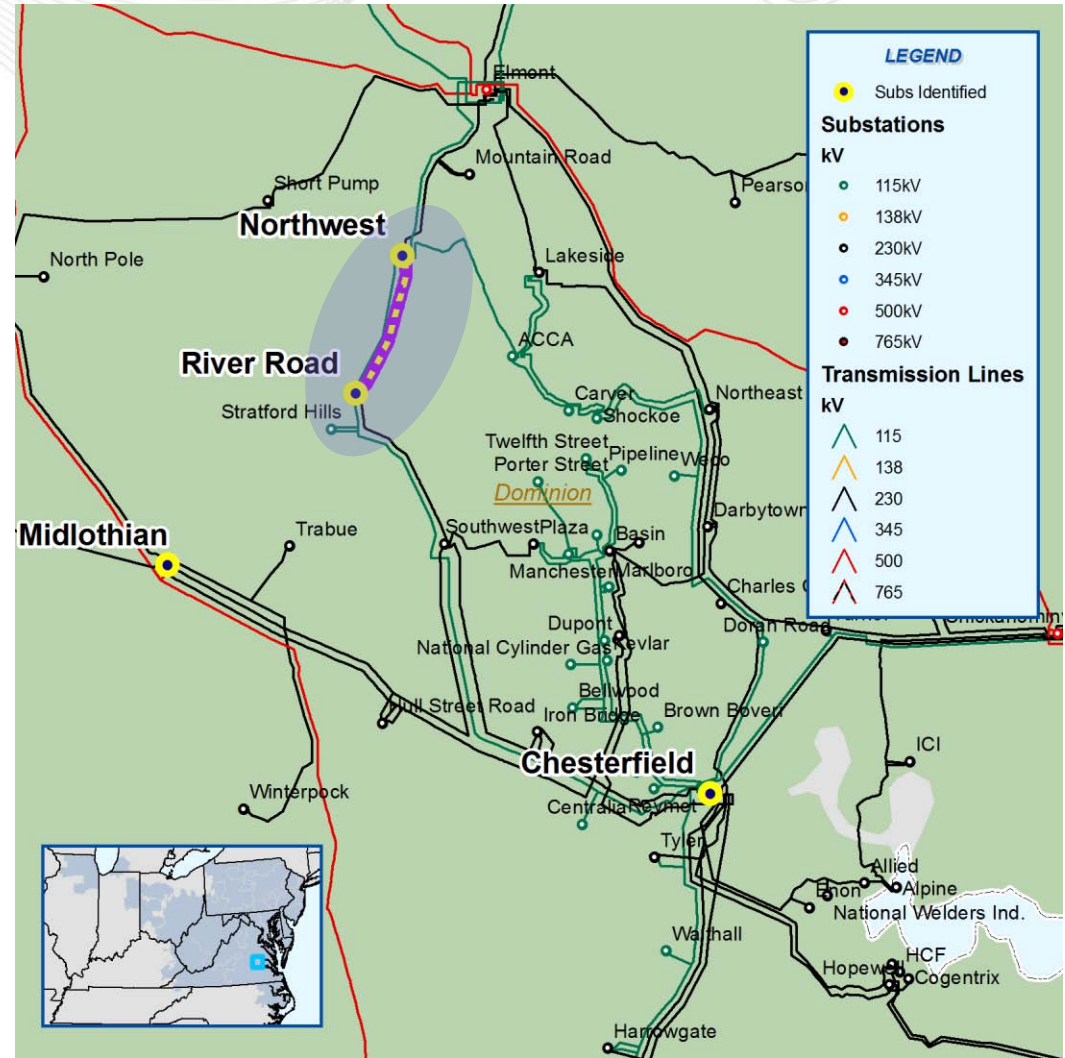 Elmont
Mountain Road
Short Pump
Pearso
Northwest
North Pole
Lakeside
River Road
ACCA
Stratford Hills
Carver
Northeast
Shockoe
Twelfth Street
Pipeline
Weco
Porter Street
Dominion
Darbytown
Midlothian
Trabue
Southwest
Plaza
Basin
Manchester
Marlboro
Charles C
Dupont
Doran Road
National Cylinder Gas
Kevlar
Bellwood
Hull Street Road
Iron Bridge
Brown Boveri
Chesterfield
ICI
Winterpock
Centralia
Reymet
Tyler
Allied
Enon
Alpine
National Welders Ind.
Walthall
HCF
Hopewell
Cogentrix
Harrowgate
LEGEND
Subs Identified
Substations
kV
115kV
138kV
230kV
345kV
500kV
765kV
Transmission Lines
kV
115
138
230
345
500
765